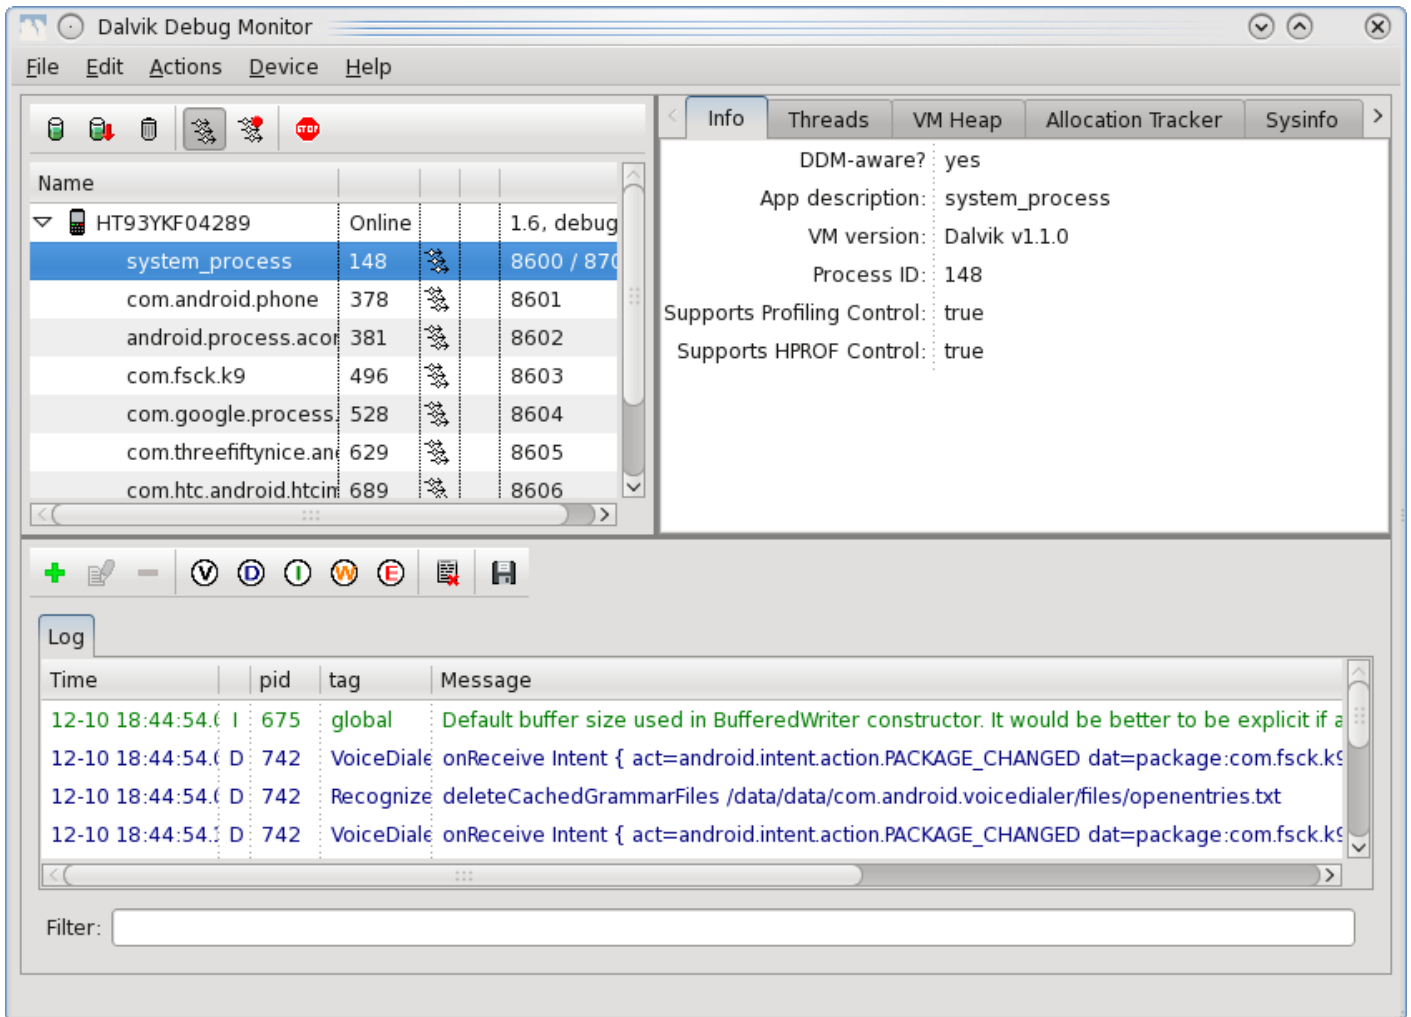 Dalvik Debug Monitor
File Edit Actions Device Help
STOP
Info Threads VM Heap Allocation Tracker Sysinfo
Name
HT93YKF04289 Online 1.6, debug
system_process 148 8600 / 870
com.android.phone 378 8601
android.process.acor 381 8602
com.fsck.k9 496 8603
com.google.process. 528 8604
com.threefiftynice.an 629 8605
com.htc.android.htcim 689 8606
DDM-aware? yes
App description: system_process
VM version: Dalvik v1.1.0
Process ID: 148
Supports Profiling Control: true
Supports HPROF Control: true
V D I W E
Log
Time pid tag Message
12-10 18:44:54. I 675 global Default buffer size used in BufferedWriter constructor. It would be better to be explicit if a
12-10 18:44:54. D 742 VoiceDiale onReceive Intent { act=android.intent.action.PACKAGE_CHANGED dat=package:com.fsck.k9
12-10 18:44:54. D 742 Recognize deleteCachedGrammarFiles /data/data/com.android.voicedialer/files/openentries.txt
12-10 18:44:54. D 742 VoiceDiale onReceive Intent { act=android.intent.action.PACKAGE_CHANGED dat=package:com.fsck.k9
Filter: